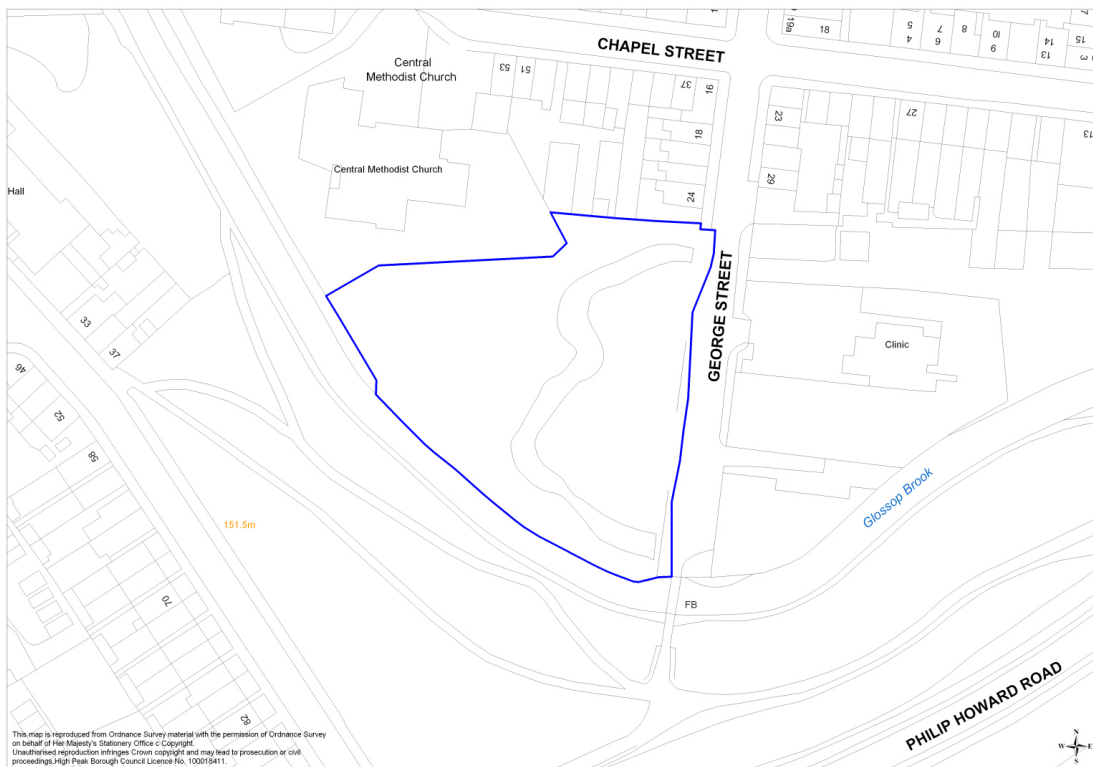 19a
18
5
4
7
6
8
10
9
14
13
7
15
3
CHAPEL STREET
Central
Methodist Church
53
51
37
16
18
24
23
29
27
13
Central Methodist Church
Hall
33
37
46
52
58
70
82
GEORGE STREET
Clinic
Glossop Brook
151.5m
FB
PHILIP HOWARD ROAD
N
W
E
S
This map is reproduced from Ordnance Survey material with the permission of Ordnance Survey
on behalf of Her Majesty's Stationery Office c Copyright.
Unauthorised reproduction infringes Crown copyright and may lead to prosecution or civil
proceedings.High Peak Borough Council Licence No. 100018411.